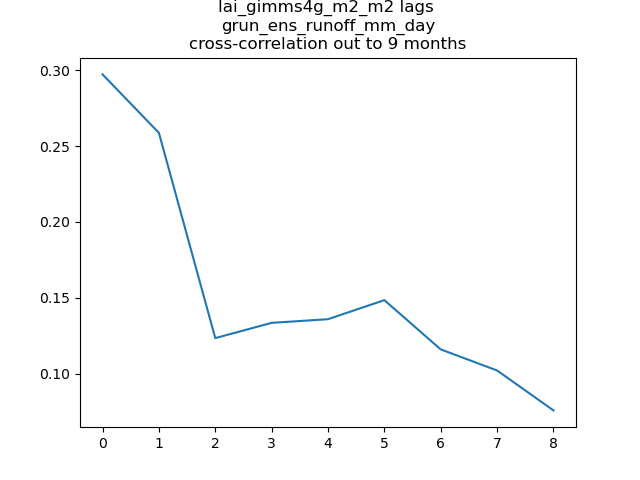 lai_gimms4g_m2_m2 lags
grun_ens_runoff_mm_day
cross-correlation out to 9 months
0.30
0.25
0.20
0.15
0.10
0 1 2 3 4 5 6 7 8